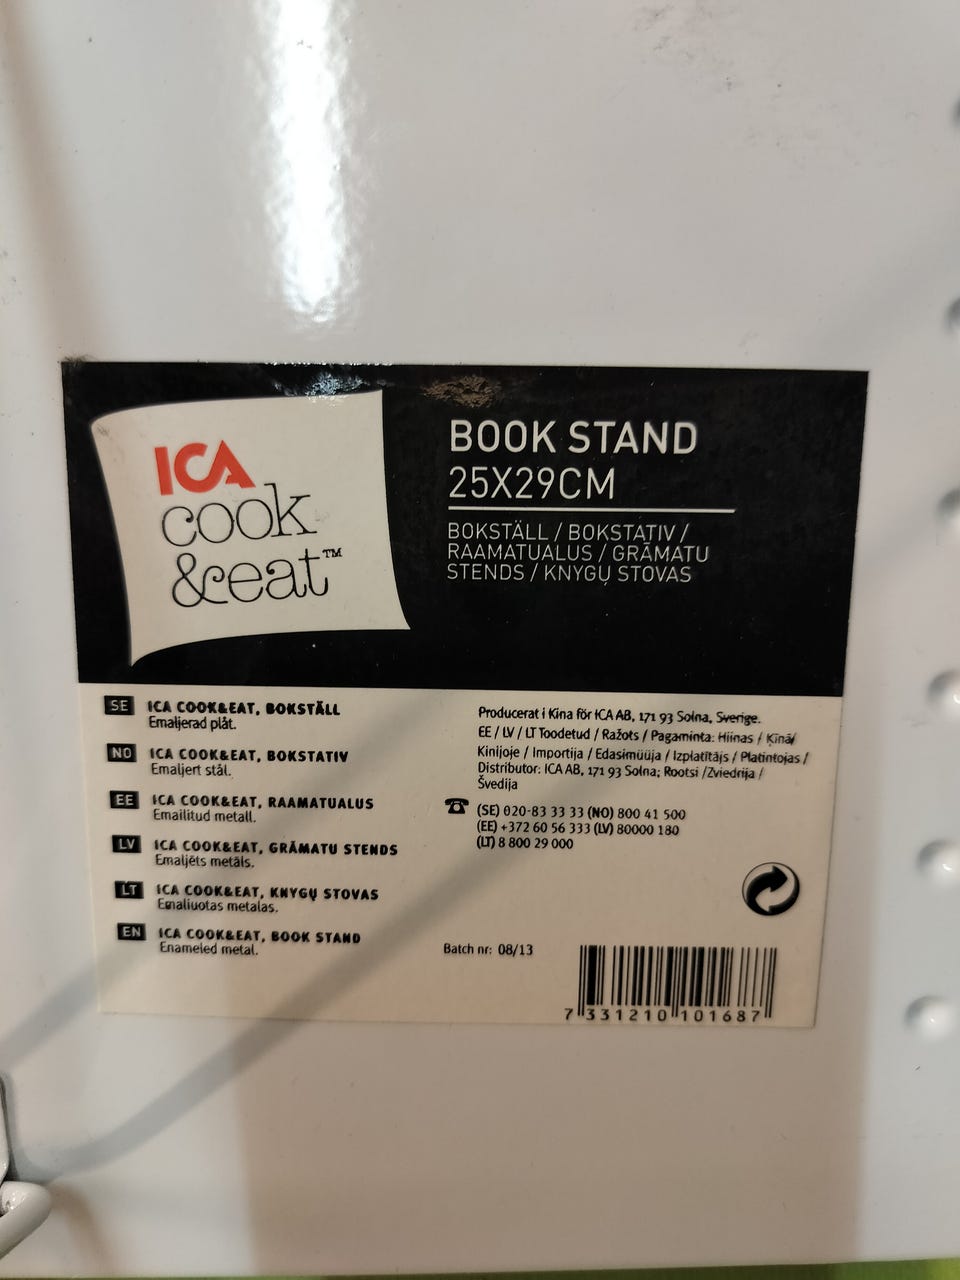 ICA
cook
&eat™
BOOK STAND
25X29CM
BOKSTÄLL / BOKSTATIV /
RAAMATUALUS / GRĀMATU
STENDS / KNYGŲ STOVAS
SE ICA COOK&EAT, BOKSTÄLL
Emaljerad plåt.
NO ICA COOK&EAT, BOKSTATIV
Emaljert stål.
EE ICA COOK&EAT, RAAMATUALUS
Emailitud metall.
LV ICA COOK&EAT, GRĀMATU STENDS
Emaljēts metāls.
LT ICA COOK&EAT, KNYGŲ STOVAS
Emaliuotas metalas.
EN ICA COOK&EAT, BOOK STAND
Enameled metal.
Producerat i Kina för ICA AB, 171 93 Solna, Sverige.
EE / LV / LT Toodetud / Ražots / Pagaminta: Hiinas / Ķīnā/
Kinijoje / Importija / Edasimüüja / Izplatītājs / Platintojas /
Distributor: ICA AB, 171 93 Solna; Rootsi /Zviedrija /
Švedija
(SE) 020-83 33 33 (NO) 800 41 500
(EE) +372 60 56 333 (LV) 80000 180
(LT) 8 800 29 000
Batch nr: 08/13
7 331210 101687